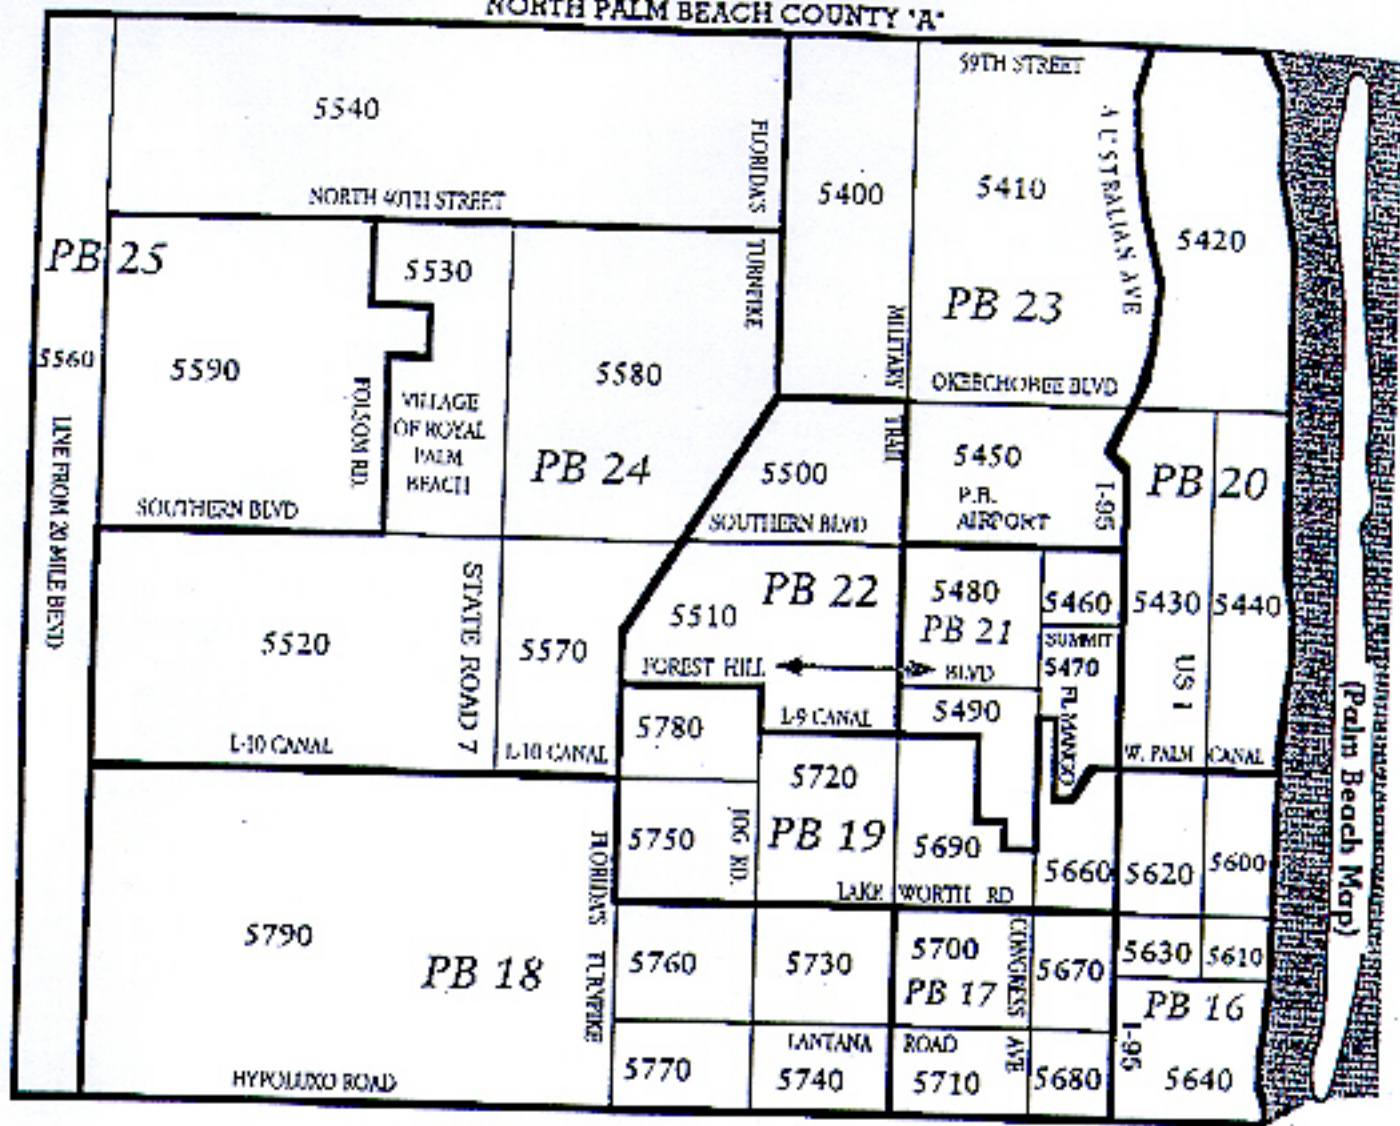 NORTH PALM BEACH COUNTY "A"
59TH STREET
5540
FLORIDA'S TURNPIKE
5400
5410
AUSTRALIAN AVE
5420
NORTH 40TH STREET
PB 25
5530
PB 23
MILITARY TRAIL
5560
5590
5580
OKEECHOBEE BLVD
FOLSOM RD.
VILLAGE
OF ROYAL
PALM
BEACH
LINE FROM 20 MILE BEND
PB 24
5500
5450
P.B.
AIRPORT
I-95
PB 20
SOUTHERN BLVD
SOUTHERN BLVD
STATE ROAD 7
PB 22
5510
5480
PB 21
5460
5430
5440
SUMMIT
5470
5520
5570
FOREST HILL
BLVD
US 1
FL.MANGO
5490
5780
L-9 CANAL
L-10 CANAL
L-10 CANAL
W. PALM CANAL
(Palm Beach Map)
5720
5750
JOG RD.
PB 19
5690
5660
5620
5600
LAKE WORTH RD
FLORIDA'S TURNPIKE
5790
PB 18
5760
5730
5700
PB 17
CONGRESS AVE
5670
5630
5610
PB 16
I-95
LANTANA ROAD
HYPOLUXO ROAD
5770
5740
5710
5680
5640